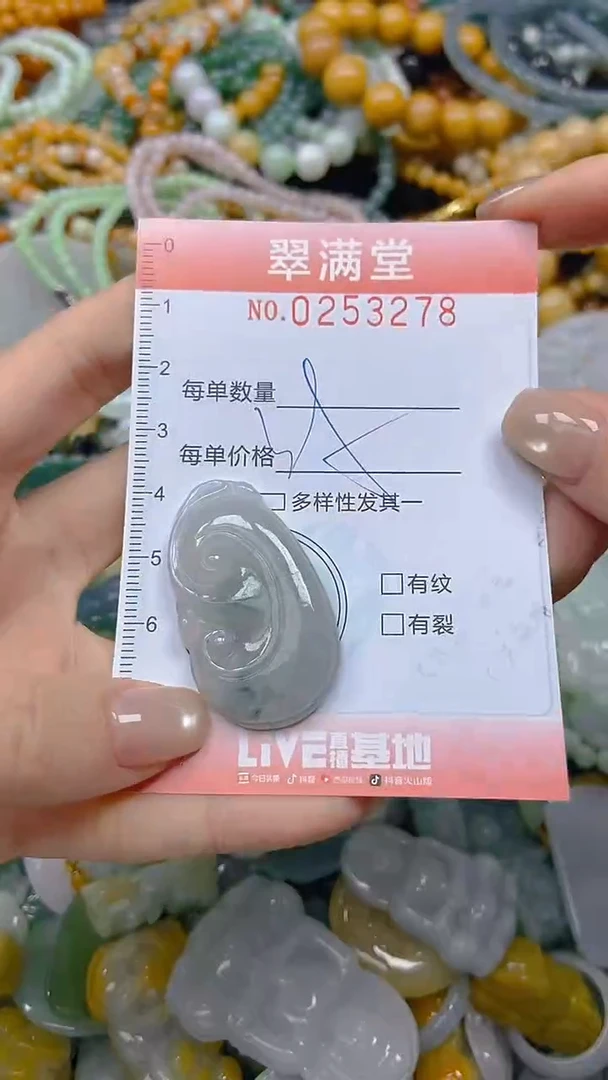 0
翠满堂
1
NO.0253278
2
每单数量
3
每单价格
4
多样性发其一
5
有纹
6
有裂
LIVE直播基地
今日头条 抖音 西瓜视频 抖音火山版